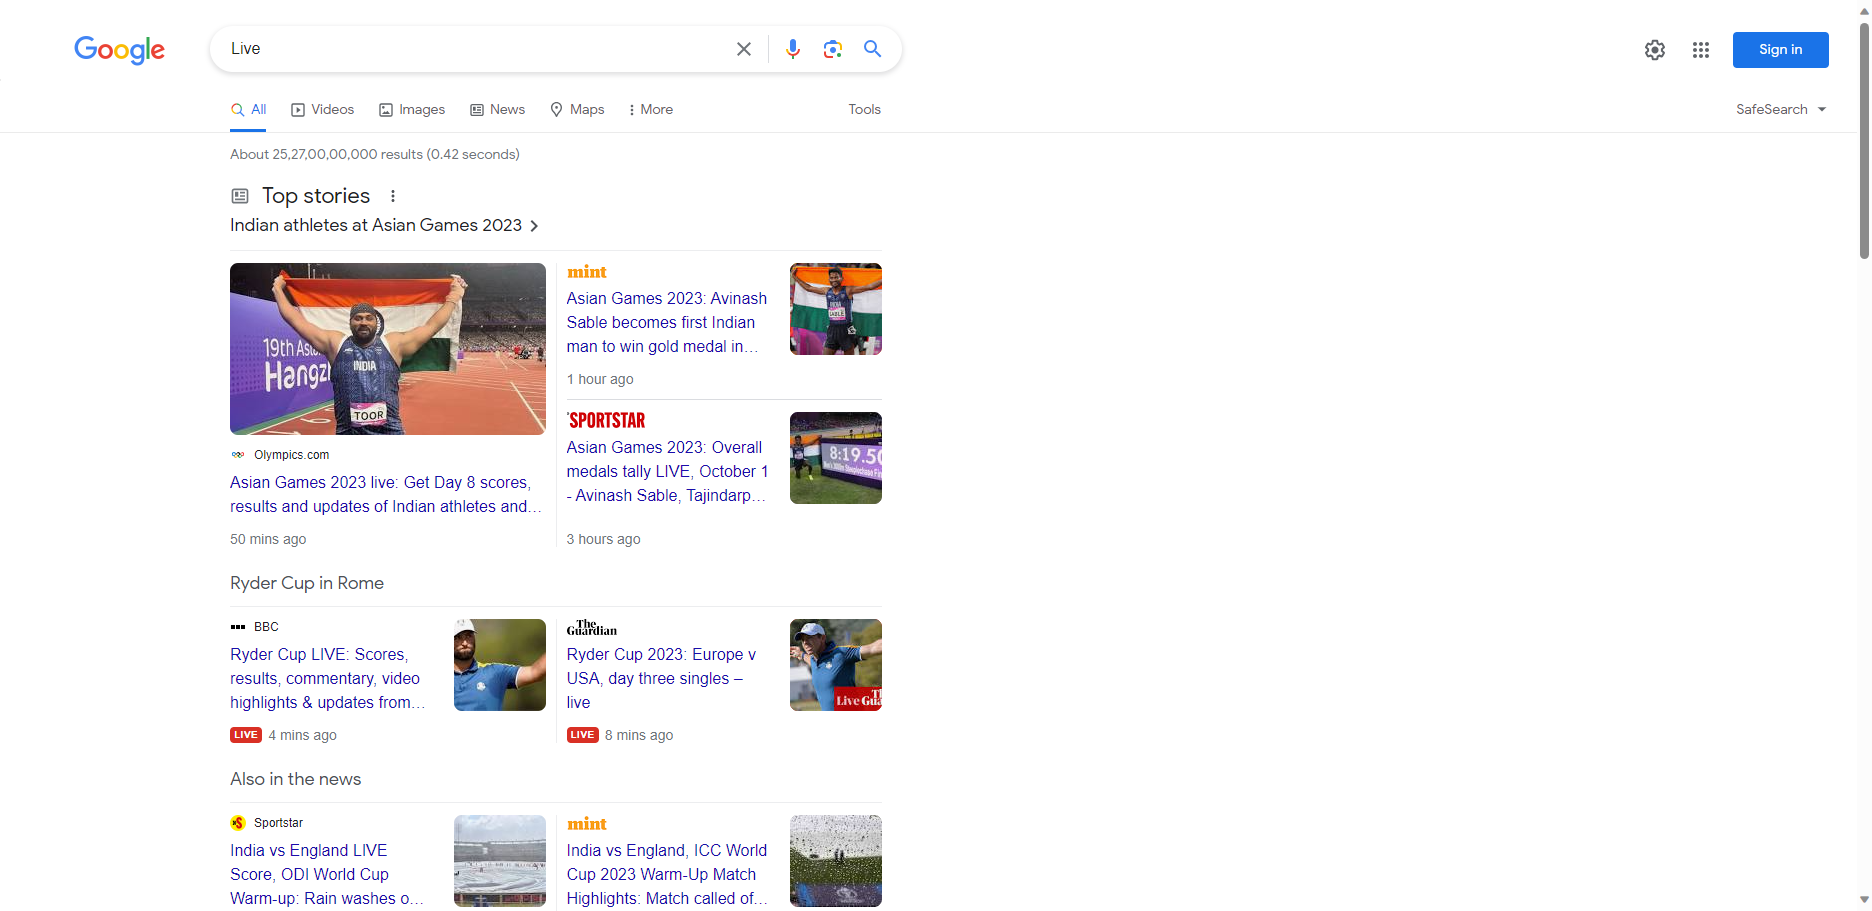 Google
Live
Sign in
All
Videos
Images
News
Maps
More
Tools
SafeSearch
About 25,27,00,00,000 results (0.42 seconds)
Top stories
Indian athletes at Asian Games 2023
19th Asi
Hangz
INDIA
TOOR
Olympics.com
Asian Games 2023 live: Get Day 8 scores,
results and updates of Indian athletes and...
50 mins ago
mint
Asian Games 2023: Avinash
Sable becomes first Indian
man to win gold medal in...
1 hour ago
INDIA
SABLE
SPORTSTAR
Asian Games 2023: Overall
medals tally LIVE, October 1
- Avinash Sable, Tajindarp...
3 hours ago
8:19.50
Ryder Cup in Rome
BBC
Ryder Cup LIVE: Scores,
results, commentary, video
highlights & updates from...
LIVE 4 mins ago
The
Guardian
Ryder Cup 2023: Europe v
USA, day three singles –
live
LIVE 8 mins ago
Live Gua
Also in the news
Sportstar
India vs England LIVE
Score, ODI World Cup
Warm-up: Rain washes o...
mint
India vs England, ICC World
Cup 2023 Warm-Up Match
Highlights: Match called of...